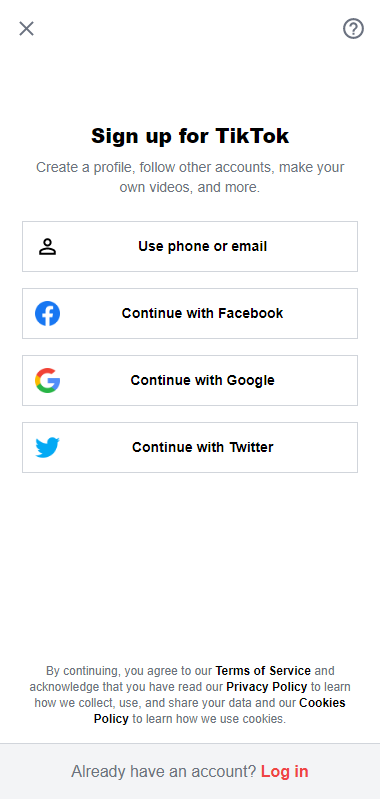 Sign up for TikTok
Create a profile, follow other accounts, make your
own videos, and more.
Use phone or email
Continue with Facebook
Continue with Google
Continue with Twitter
By continuing, you agree to our Terms of Service and
acknowledge that you have read our Privacy Policy to learn
how we collect, use, and share your data and our Cookies
Policy to learn how we use cookies.
Already have an account? Log in